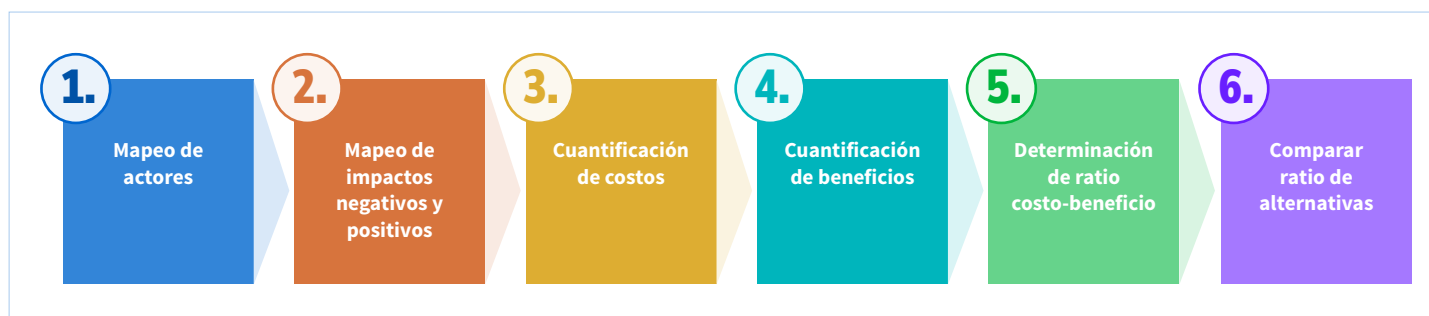 1.
Mapeo de
actores
2.
Mapeo de
impactos
negativos y
positivos
3.
Cuantificación
de costos
4.
Cuantificación
de beneficios
5.
Determinación
de ratio
costo-beneficio
6.
Comparar
ratio de
alternativas